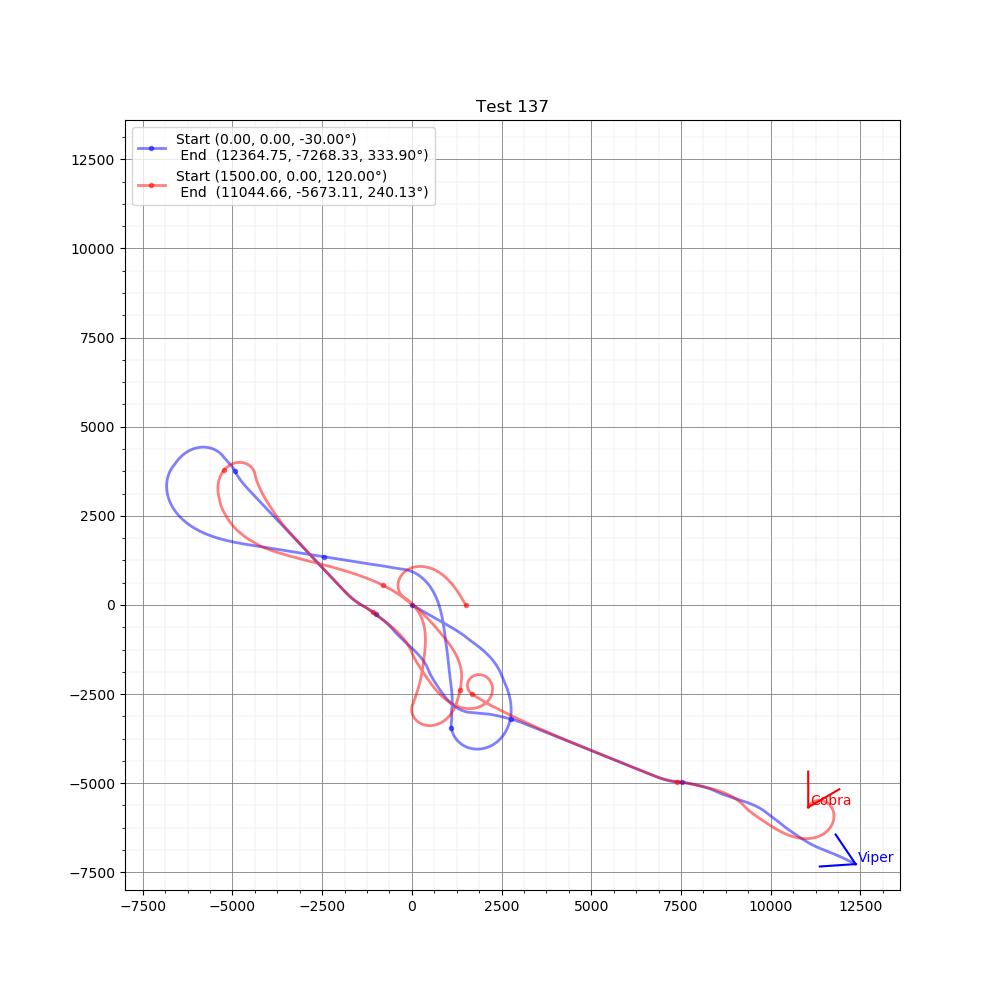 Test 137
Start (0.00, 0.00, -30.00°)
End (12364.75, -7268.33, 333.90°)
Start (1500.00, 0.00, 120.00°)
End (11044.66, -5673.11, 240.13°)
12500
10000
7500
5000
2500
0
−2500
−5000
−7500
Cobra
Viper
−7500 −5000 −2500 0 2500 5000 7500 10000 12500